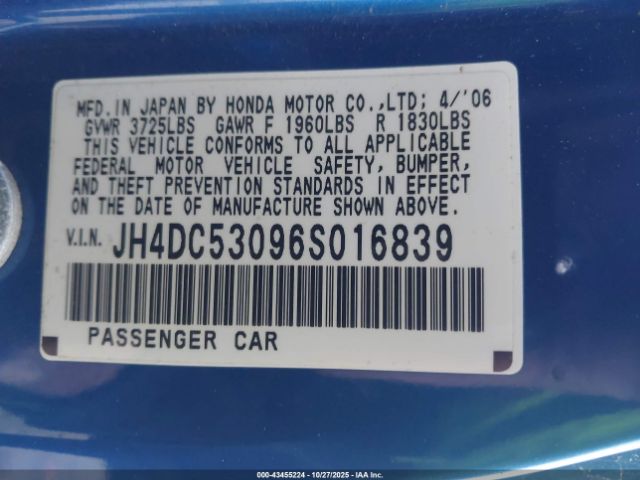 MFD. IN JAPAN BY HONDA MOTOR CO.,LTD; 4/'06
GVWR 3725LBS GAWR F 1960LBS R 1830LBS
THIS VEHICLE CONFORMS TO ALL APPLICABLE
FEDERAL MOTOR VEHICLE SAFETY, BUMPER,
AND THEFT PREVENTION STANDARDS IN EFFECT
ON THE DATE OF MANUFACTURE SHOWN ABOVE.
V.I.N. JH4DC53096S016839
PASSENGER CAR
000-43455224 | 10/27/2025 | IAAI.COM